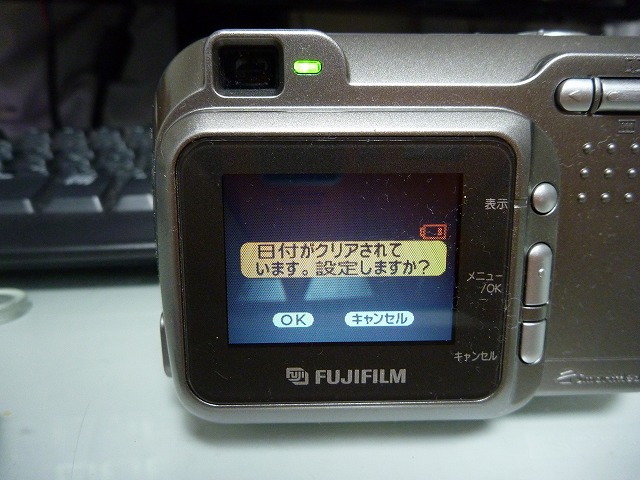 日付がクリアされて
います。設定しますか?
OK キャンセル
表示
メニュー
/OK
キャンセル
FUJIFILM